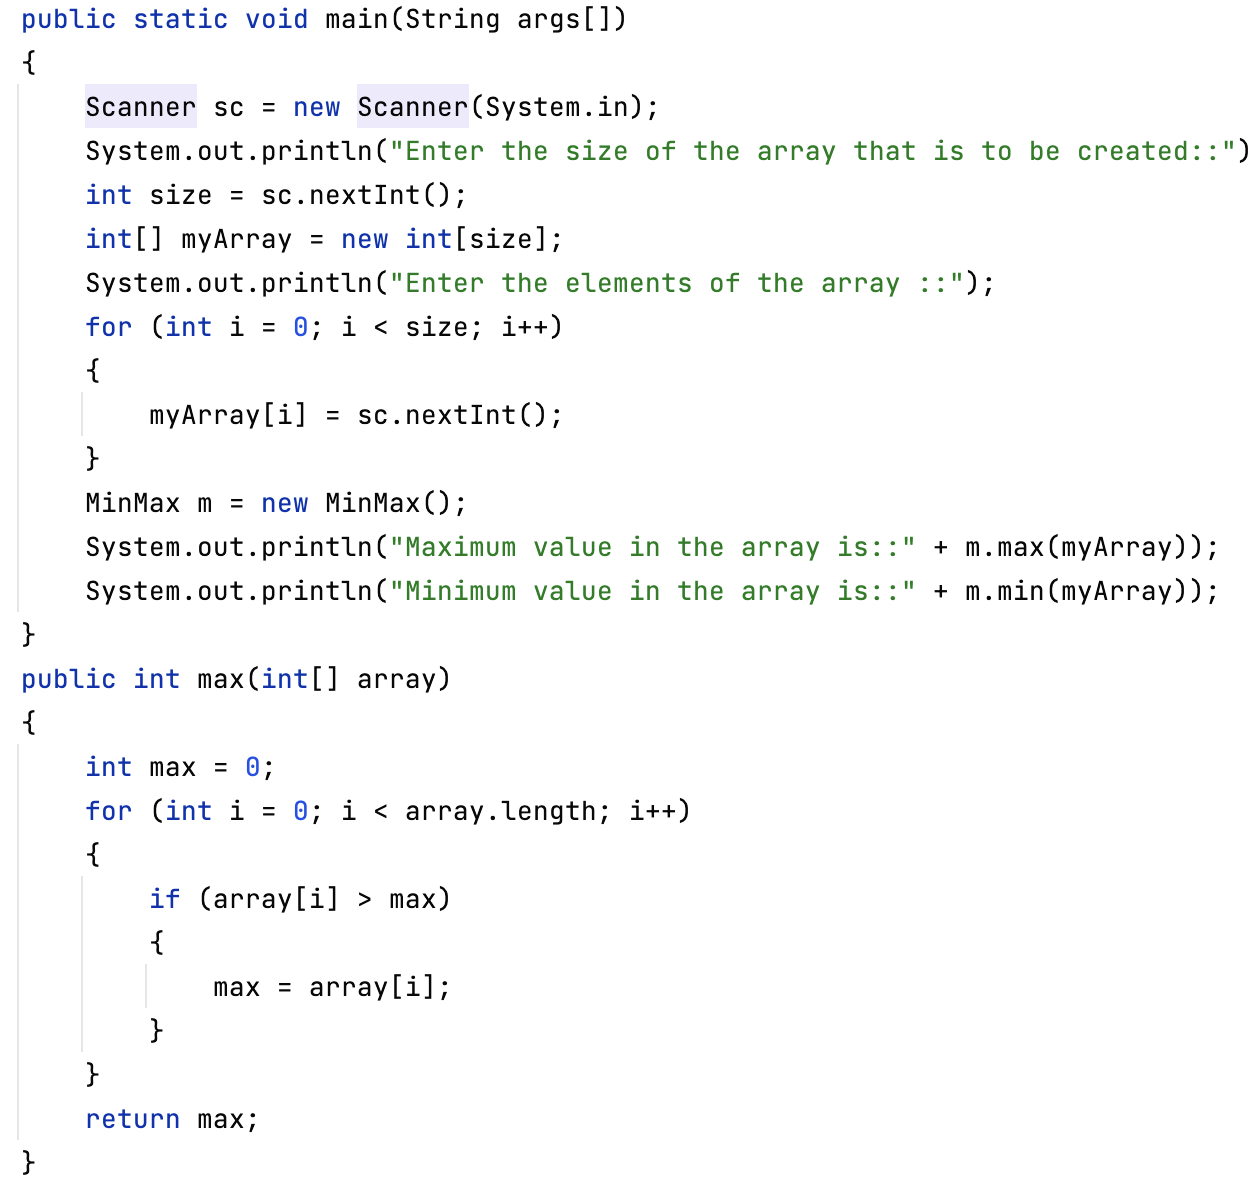 public static void main(String args[])
{
    Scanner sc = new Scanner(System.in);
    System.out.println("Enter the size of the array that is to be created::")
    int size = sc.nextInt();
    int[] myArray = new int[size];
    System.out.println("Enter the elements of the array ::");
    for (int i = 0; i < size; i++)
    {
        myArray[i] = sc.nextInt();
    }
    MinMax m = new MinMax();
    System.out.println("Maximum value in the array is::" + m.max(myArray));
    System.out.println("Minimum value in the array is::" + m.min(myArray));
}
public int max(int[] array)
{
    int max = 0;
    for (int i = 0; i < array.length; i++)
    {
        if (array[i] > max)
        {
            max = array[i];
        }
    }
    return max;
}